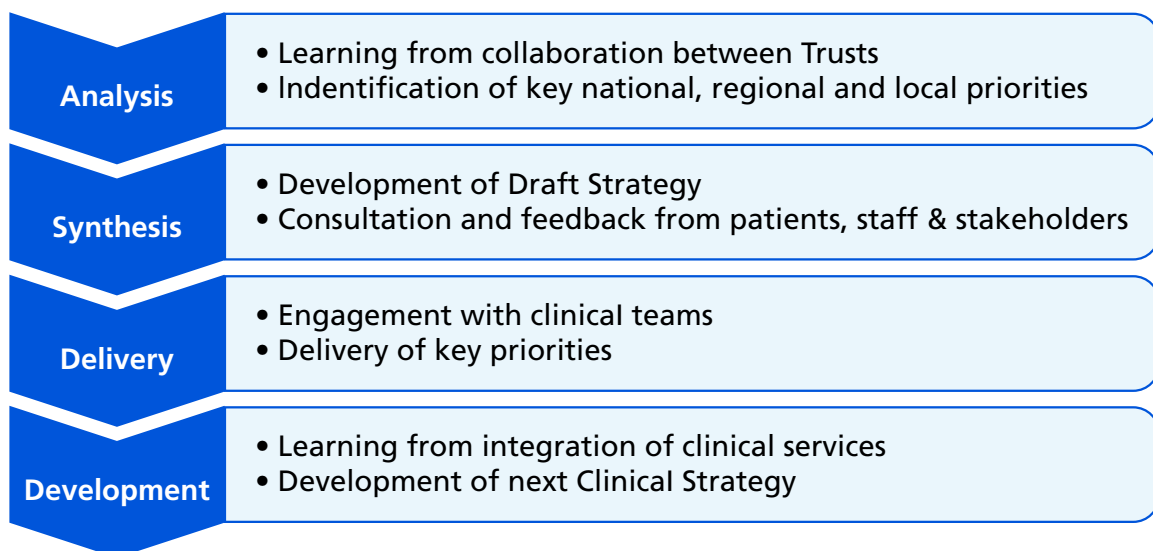 Analysis
• Learning from collaboration between Trusts
• Indentification of key national, regional and local priorities
Synthesis
• Development of Draft Strategy
• Consultation and feedback from patients, staff & stakeholders
Delivery
• Engagement with clinical teams
• Delivery of key priorities
Development
• Learning from integration of clinical services
• Development of next Clinical Strategy